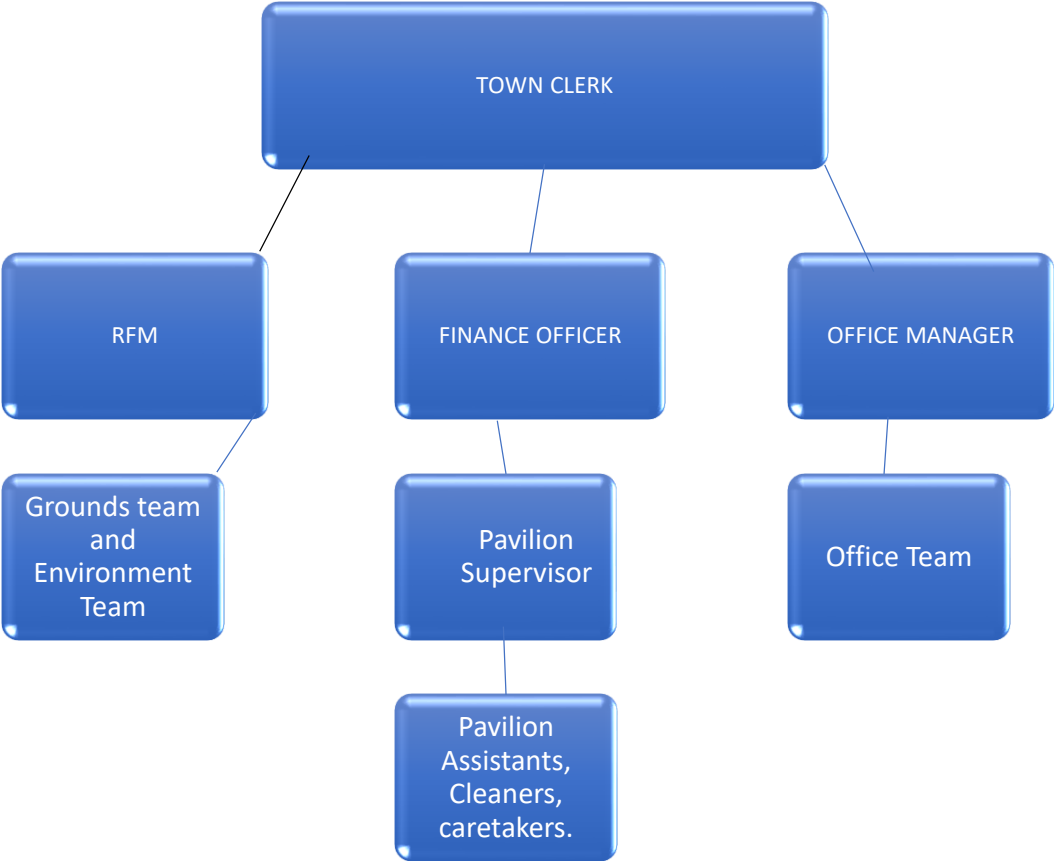 TOWN CLERK
RFM
FINANCE OFFICER
OFFICE MANAGER
Grounds team
and
Environment
Team
Pavilion
Supervisor
Office Team
Pavilion
Assistants,
Cleaners,
caretakers.